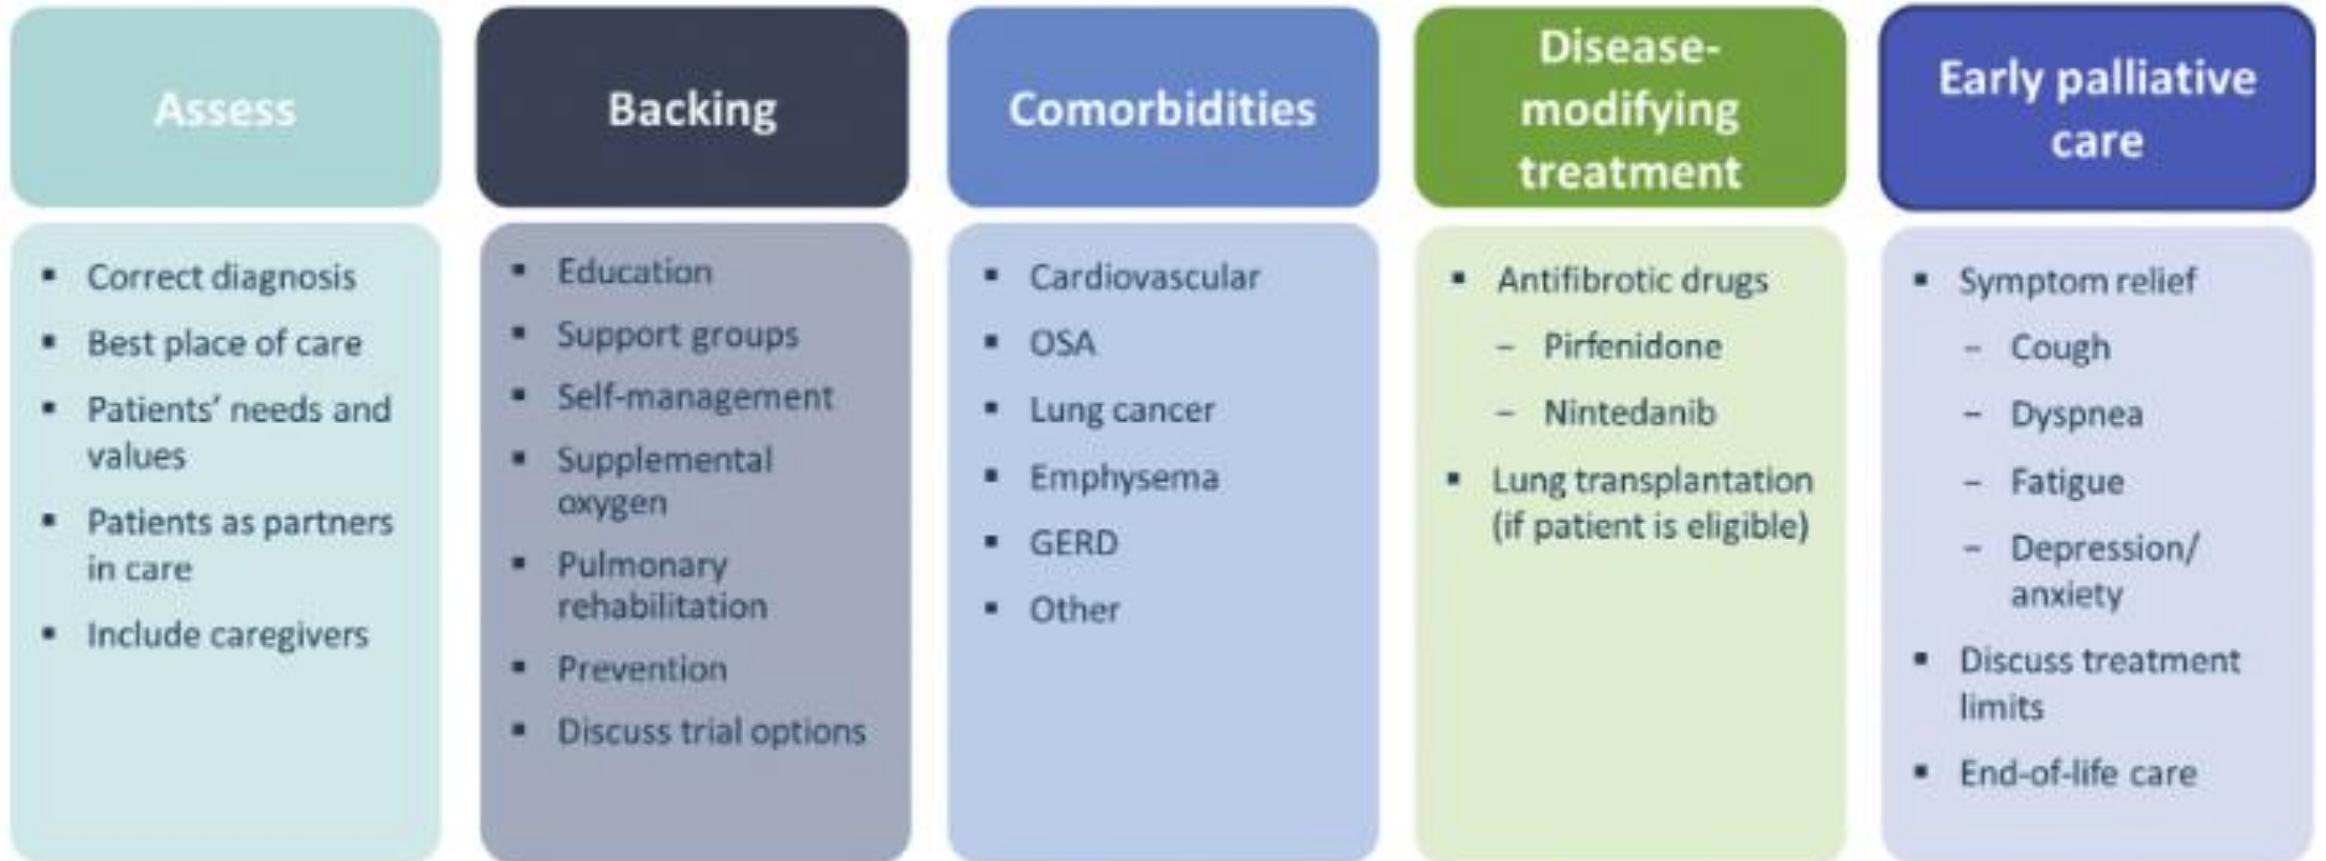 Assess
▪ Correct diagnosis
▪ Best place of care
▪ Patients’ needs and
values
▪ Patients as partners
in care
▪ Include caregivers
Backing
▪ Education
▪ Support groups
▪ Self-management
▪ Supplemental
oxygen
▪ Pulmonary
rehabilitation
▪ Prevention
▪ Discuss trial options
Comorbidities
▪ Cardiovascular
▪ OSA
▪ Lung cancer
▪ Emphysema
▪ GERD
▪ Other
Disease-
modifying
treatment
▪ Antifibrotic drugs
– Pirfenidone
– Nintedanib
▪ Lung transplantation
(if patient is eligible)
Early palliative
care
▪ Symptom relief
– Cough
– Dyspnea
– Fatigue
– Depression/
anxiety
▪ Discuss treatment
limits
▪ End-of-life care